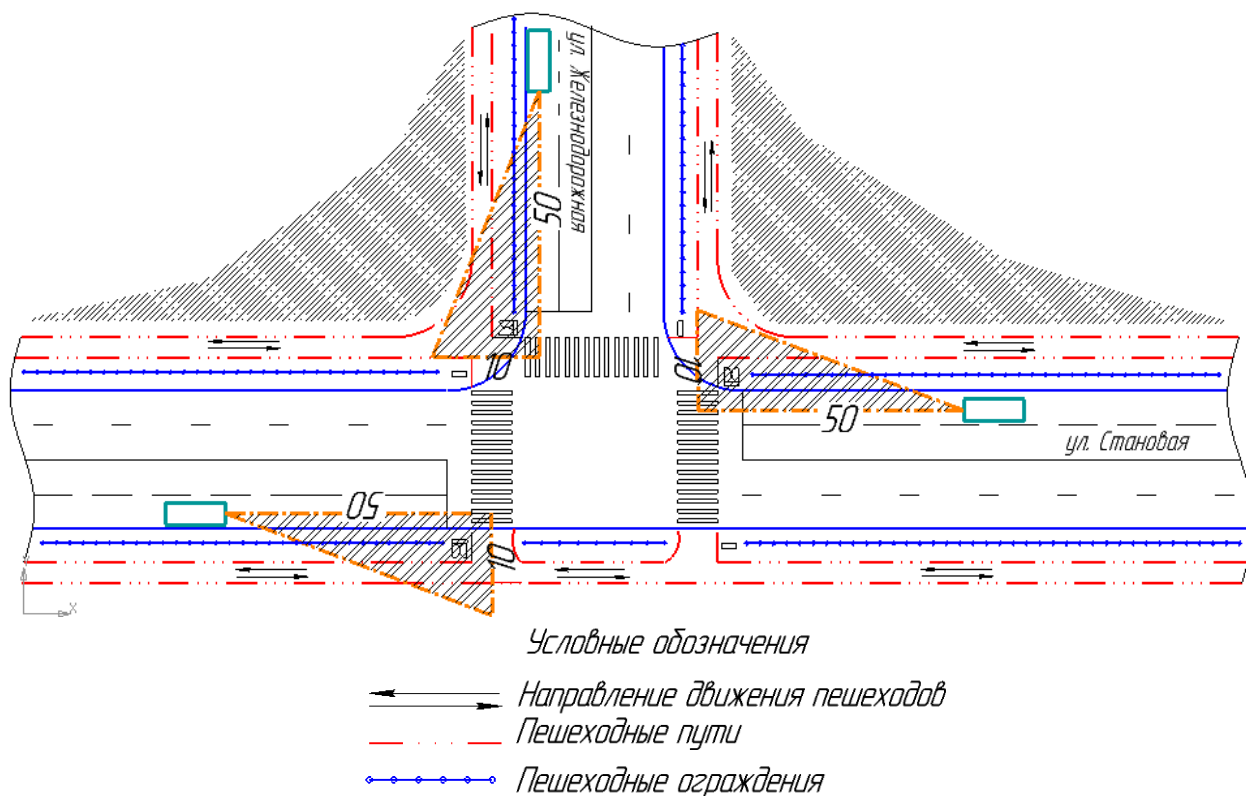 ул. Железнодорожная
50
10
10
50
ул. Становая
50
10
X
Условные обозначения
Направление движения пешеходов
Пешеходные пути
Пешеходные ограждения